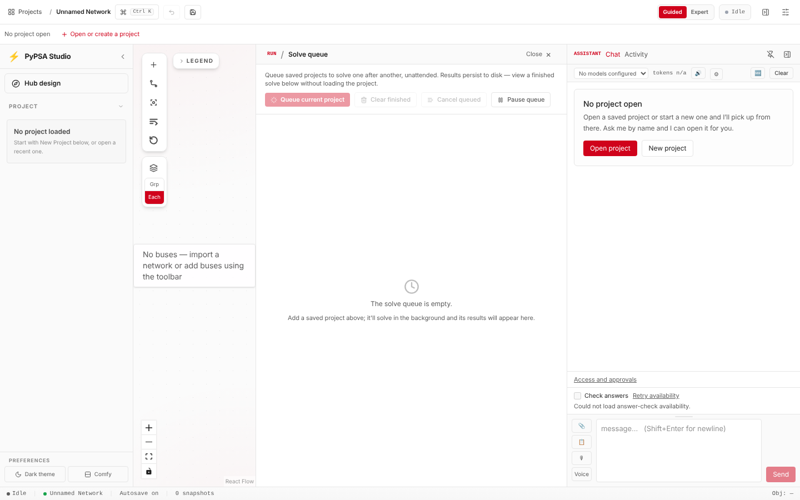 Projects / Unnamed Network ⌘ Ctrl K Guided Expert Idle
No project open + Open or create a project
PyPSA Studio
Hub design
PROJECT
No project loaded
Start with New Project below, or open a
recent one.
PREFERENCES
Dark theme Comfy
› LEGEND
Grp
Each
No buses — import a
network or add buses using
the toolbar
React Flow
RUN / Solve queue Close ×
Queue saved projects to solve one after another, unattended. Results persist to disk — view a finished
solve below without loading the project.
Queue current project Clear finished Cancel queued Pause queue
The solve queue is empty.
Add a saved project above; it'll solve in the background and its results will appear here.
ASSISTANT Chat Activity
No models configured tokens n/a Clear
No project open
Open a saved project or start a new one and I'll pick up from
there. Ask me by name and I can open it for you.
Open project New project
Access and approvals
Check answers Retry availability
Could not load answer-check availability.
message... (Shift+Enter for newline)
Voice Send
Idle Unnamed Network Autosave on 0 snapshots Obj: —